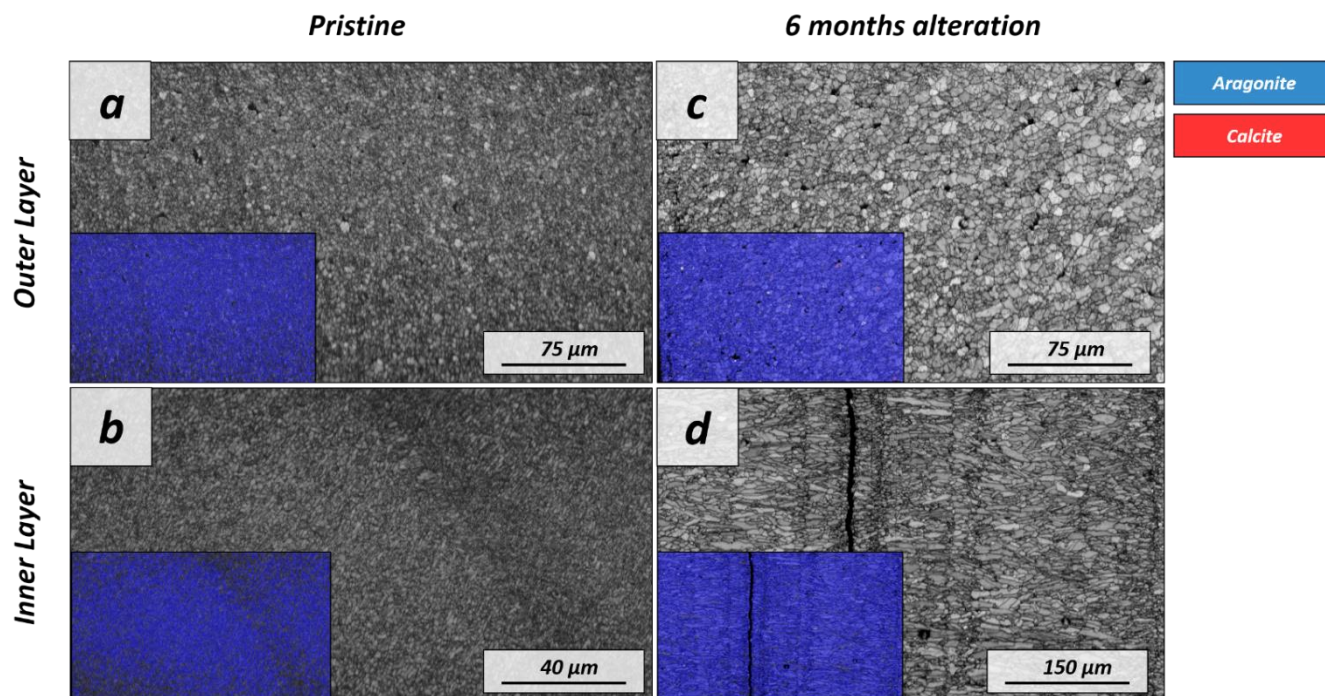 Pristine
6 months alteration
Outer Layer
a
75 µm
c
75 µm
Aragonite
Calcite
Inner Layer
b
40 µm
d
150 µm